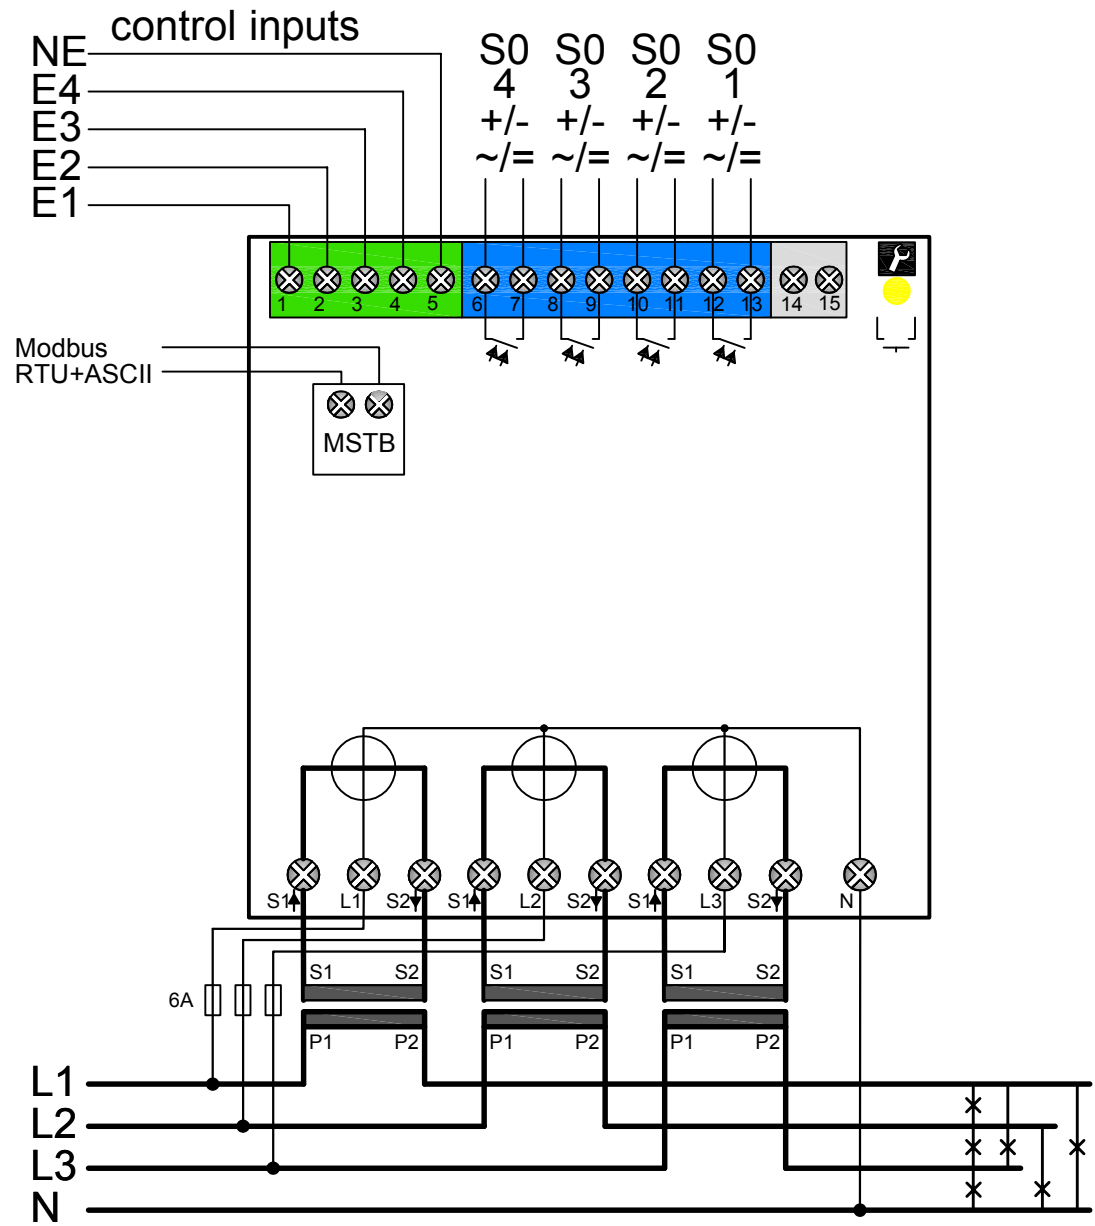 control inputs
NE
E4
E3
E2
E1
S0 S0 S0 S0
4 3 2 1
+/- +/- +/- +/-
~/= ~/= ~/= ~/=
1 2 3 4 5 6 7 8 9 10 11 12 13 14 15
Modbus
RTU+ASCII
MSTB
S1 L1 S2 S1 L2 S2 S1 L3 S2 N
S1 S2 S1 S2 S1 S2
6A
P1 P2 P1 P2 P1 P2
L1
L2
L3
N